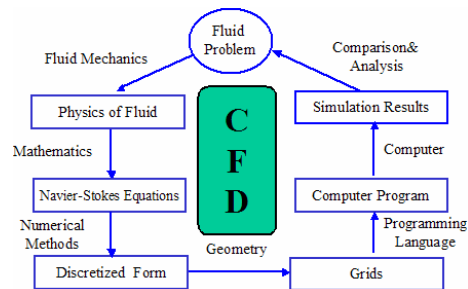 Fluid
Problem
Fluid Mechanics
Comparison&
Analysis
Physics of Fluid
Simulation Results
C
F
D
Mathematics
Computer
Navier-Stokes Equations
Computer Program
Numerical
Methods
Programming
Language
Geometry
Discretized Form
Grids